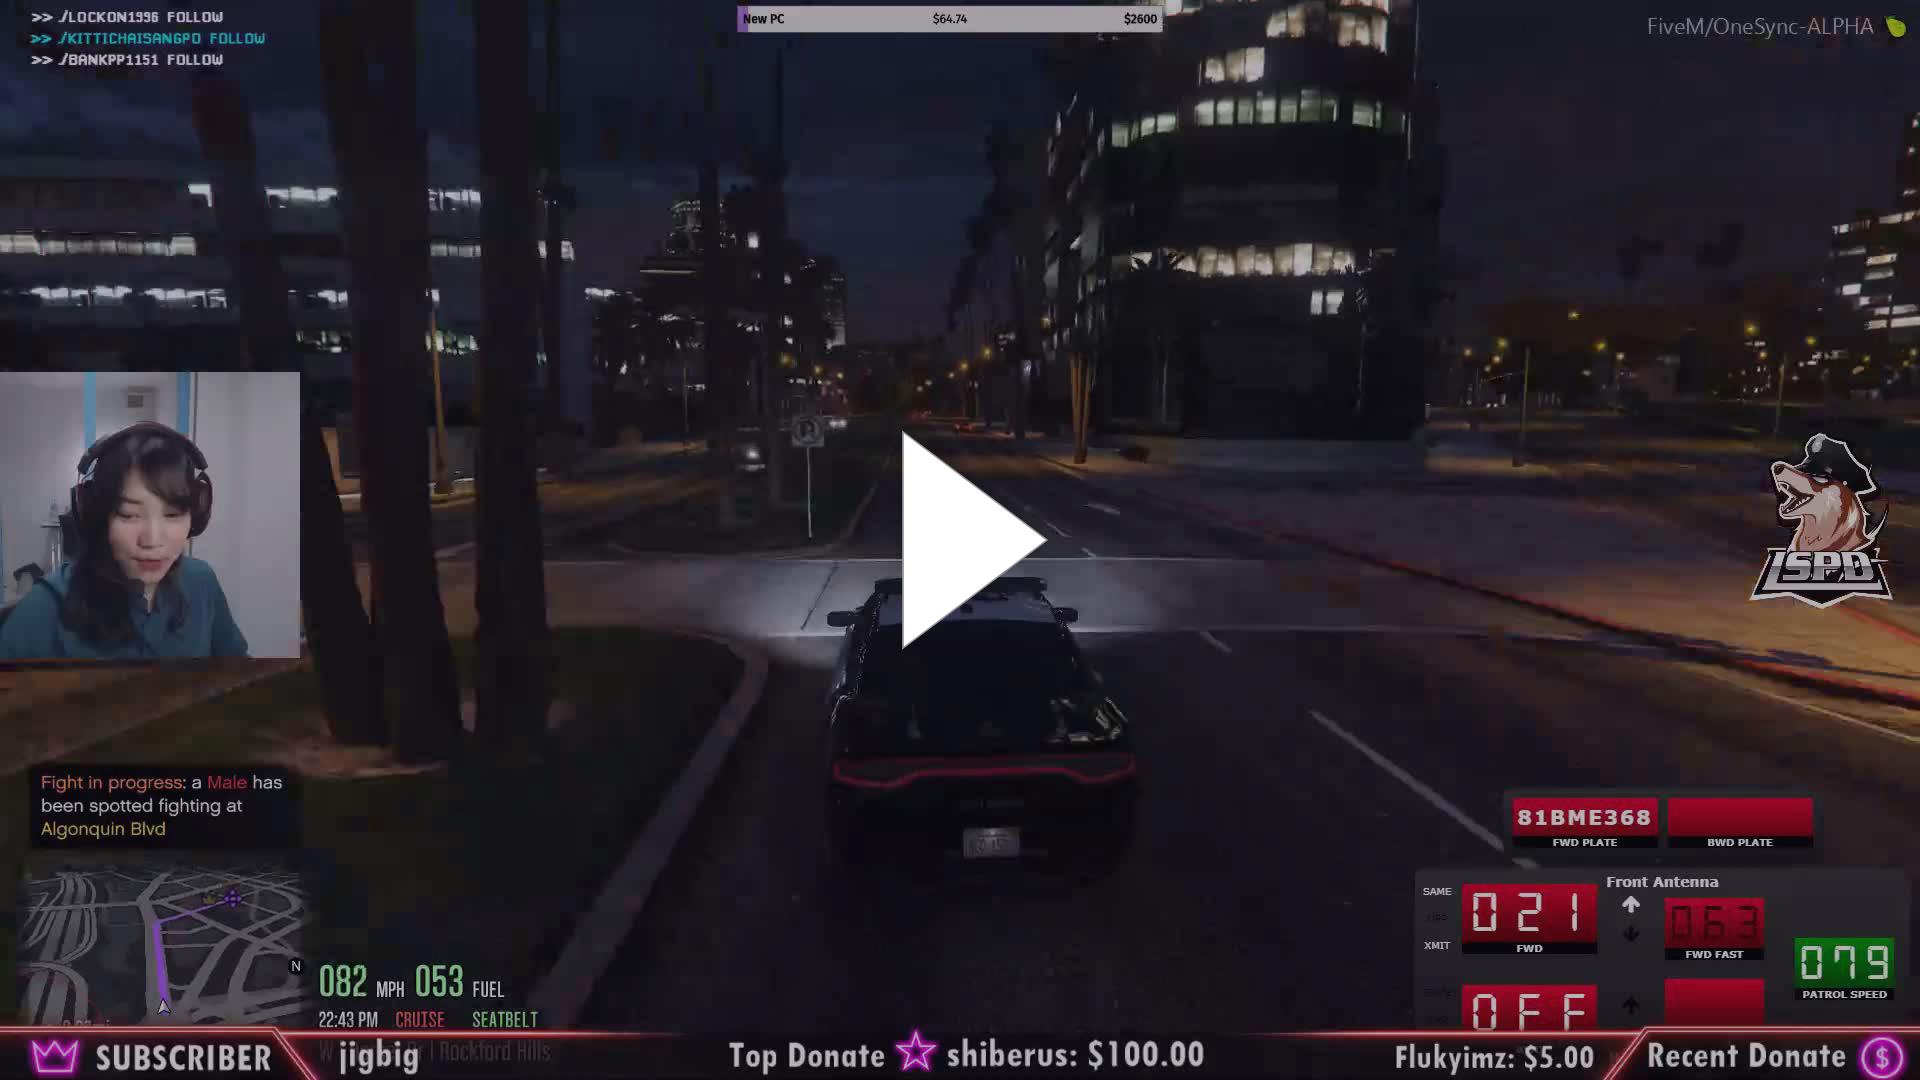 >> ./LOCKON1996 FOLLOW
>> ./KITTICHAISANGPO FOLLOW
>> ./BANKPP1151 FOLLOW
New PC $64.74 $2600
FiveM/OneSync-ALPHA
LSPD
Fight in progress: a Male has
been spotted fighting at
Algonquin Blvd
N
082 MPH 053 FUEL
22:43 PM CRUISE SEATBELT
Dr | Rockford Hills
81BME368
FWD PLATE BWD PLATE
Front Antenna
SAME
XMIT
021
FWD
063
FWD FAST
079
PATROL SPEED
OFF
SUBSCRIBER jigbig
Top Donate shiberus: $100.00
Flukyimz: $5.00 Recent Donate
$